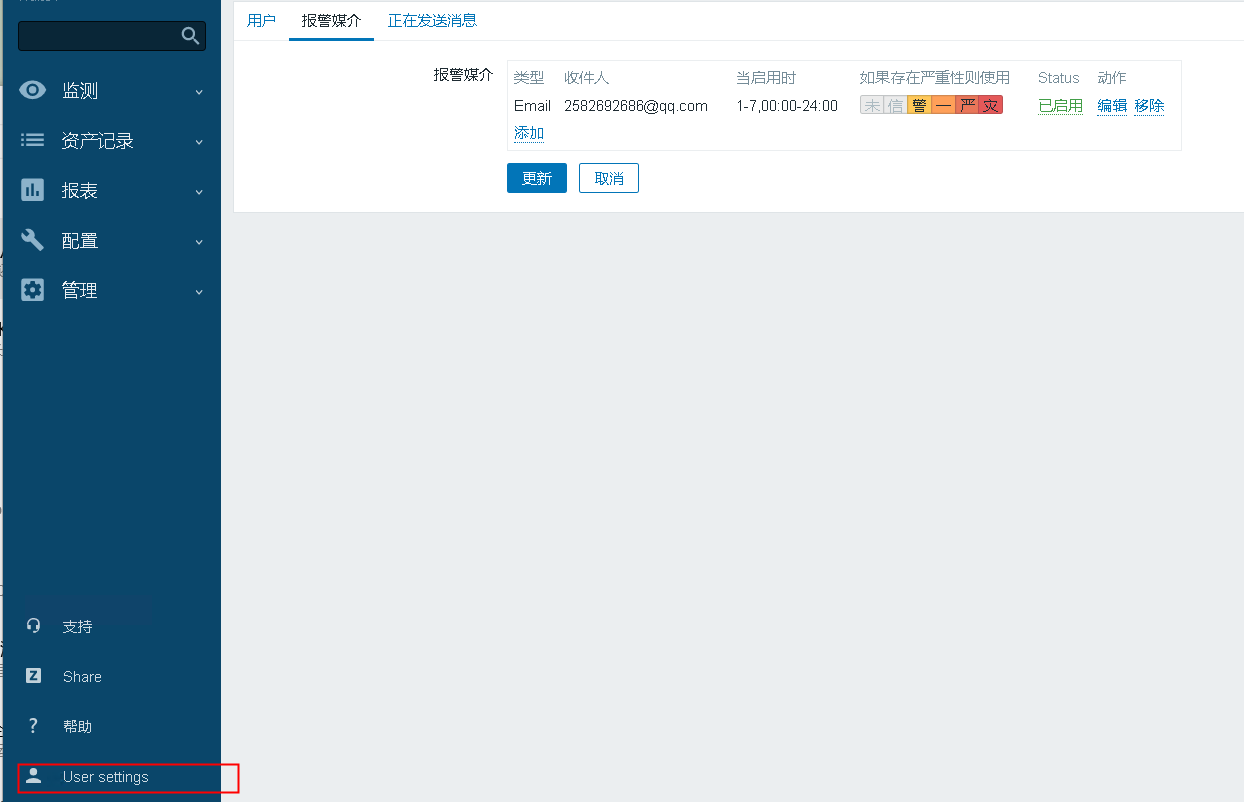 用户 报警媒介 正在发送消息
监测
资产记录
报表
配置
管理
支持
Share
帮助
User settings
报警媒介
类型 收件人 当启用时 如果存在严重性则使用 Status 动作
Email 2582692686@qq.com 1-7,00:00-24:00 未 信 警 一 严 灾 已启用 编辑 移除
添加
更新 取消